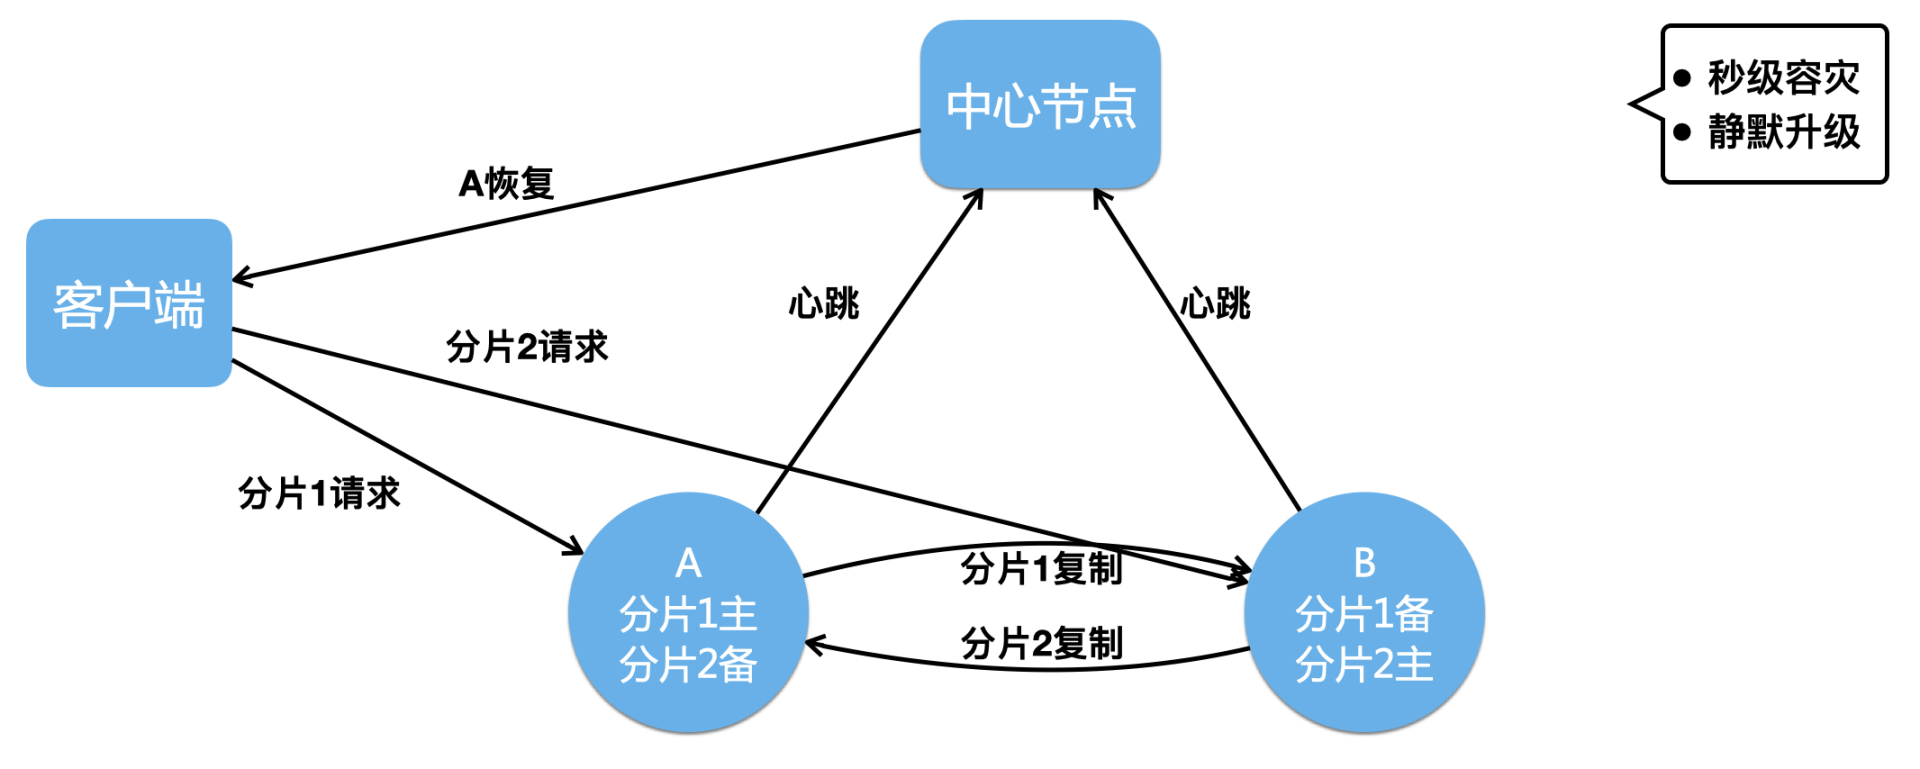 中心节点
● 秒级容灾
● 静默升级
A恢复
客户端
心跳
心跳
分片2请求
分片1请求
A
分片1主
分片2备
分片1复制
分片2复制
B
分片1备
分片2主